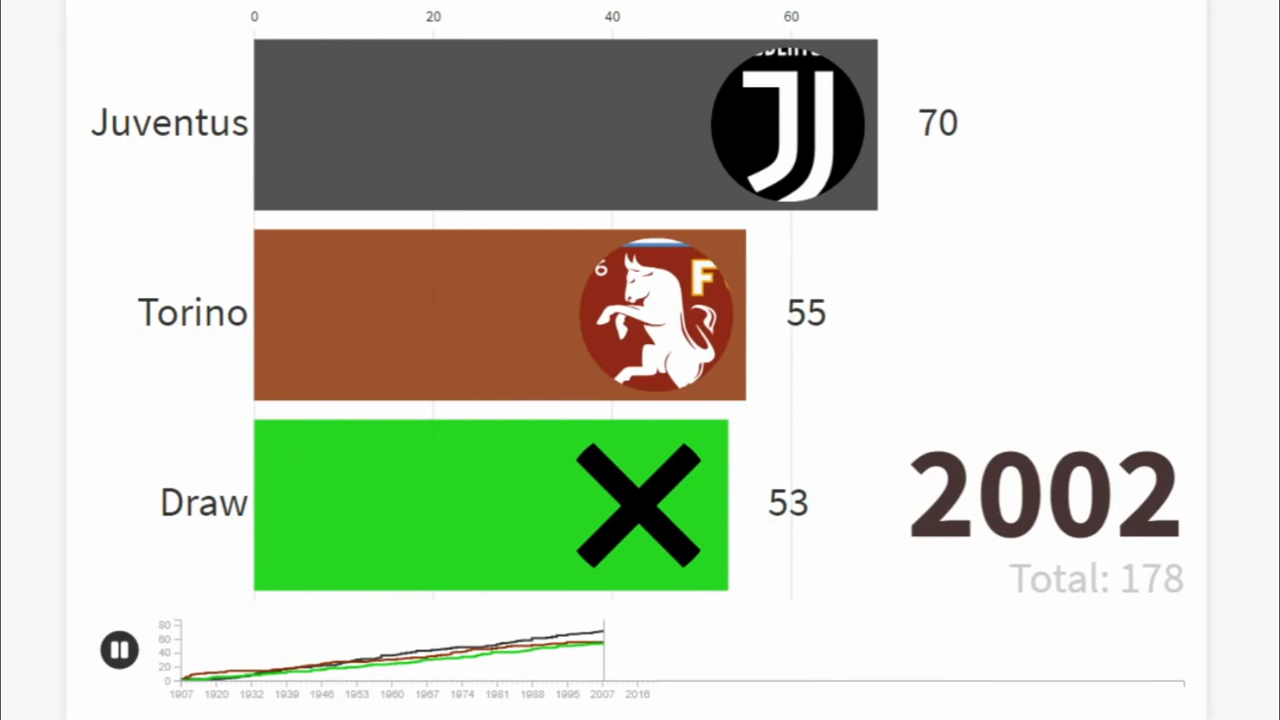 0 20 40 60
Juventus 70
6 F
Torino 55
Draw 53
2002
Total: 178
80
60
40
20
0
1907 1920 1932 1939 1946 1953 1960 1967 1974 1981 1988 1995 2007 2016